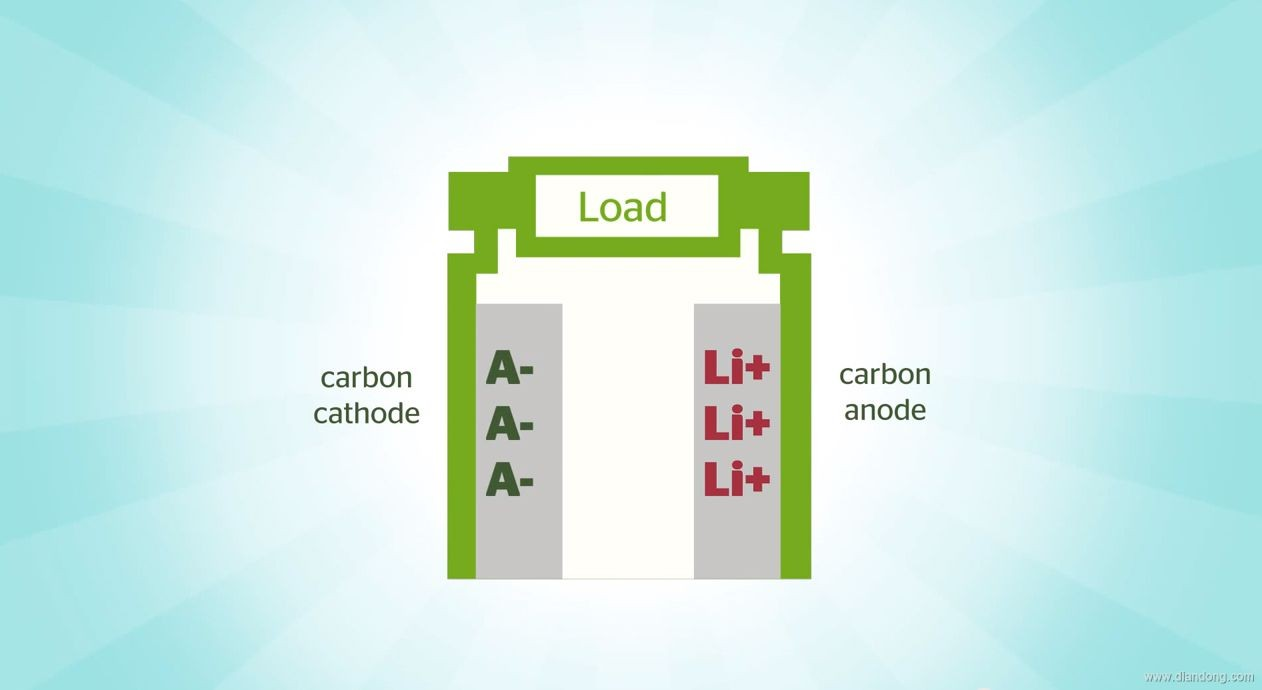 Load
carbon
cathode
A-
A-
A-
Li+
Li+
Li+
carbon
anode
www.diandong.com